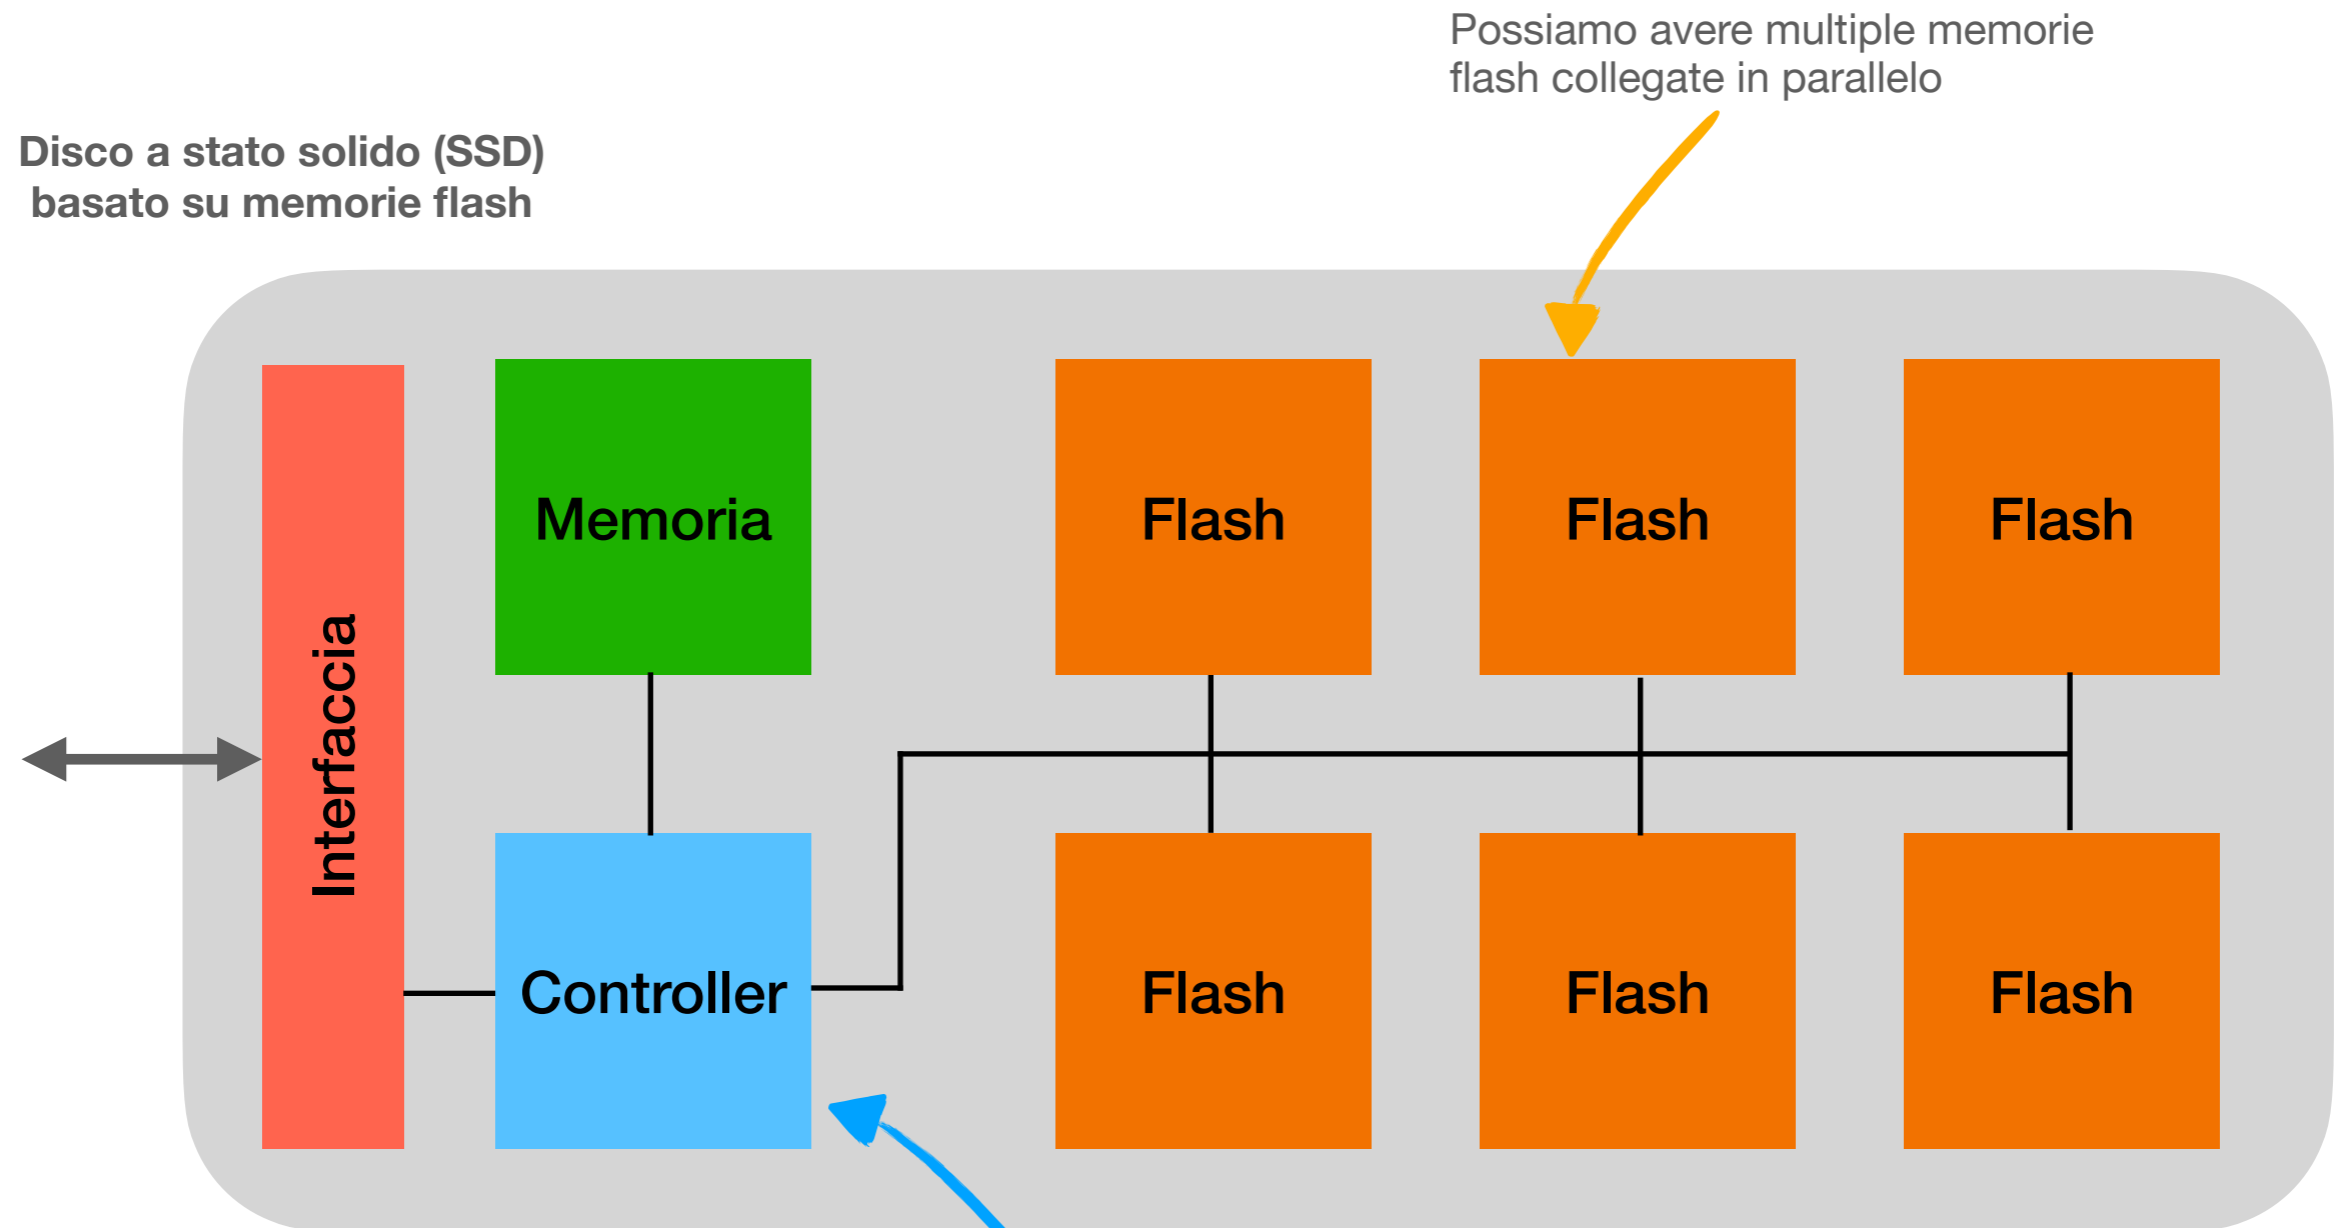 Possiamo avere multiple memorie
flash collegate in parallelo
Disco a stato solido (SSD)
basato su memorie flash
Interfaccia
Memoria
Flash
Flash
Flash
Controller
Flash
Flash
Flash